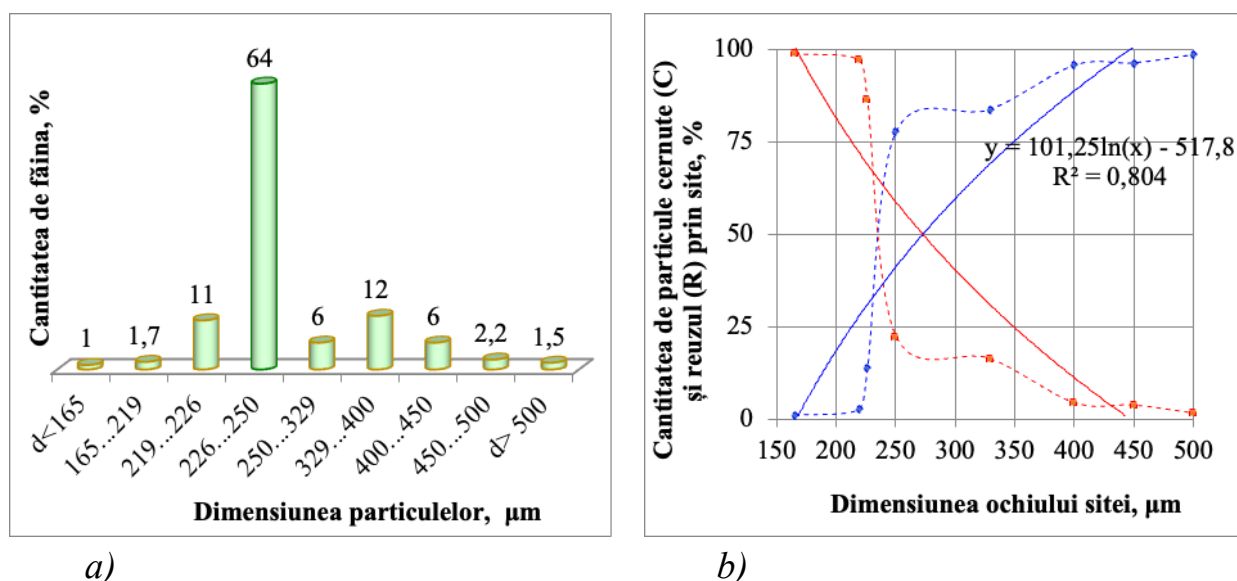 Cantitatea de făina, %
1
1,7
11
64
6
12
6
2,2
1,5
d<165
165...219
219...226
226...250
250...329
329...400
400...450
450...500
d> 500
Dimensiunea particulelor, µm
a)
Cantitatea de particule cernute (C)
și reuzul (R) prin site, %
100
75
50
25
0
y = 101,25ln(x) - 517,8
R² = 0,804
150 200 250 300 350 400 450 500
Dimensiunea ochiului sitei, µm
b)